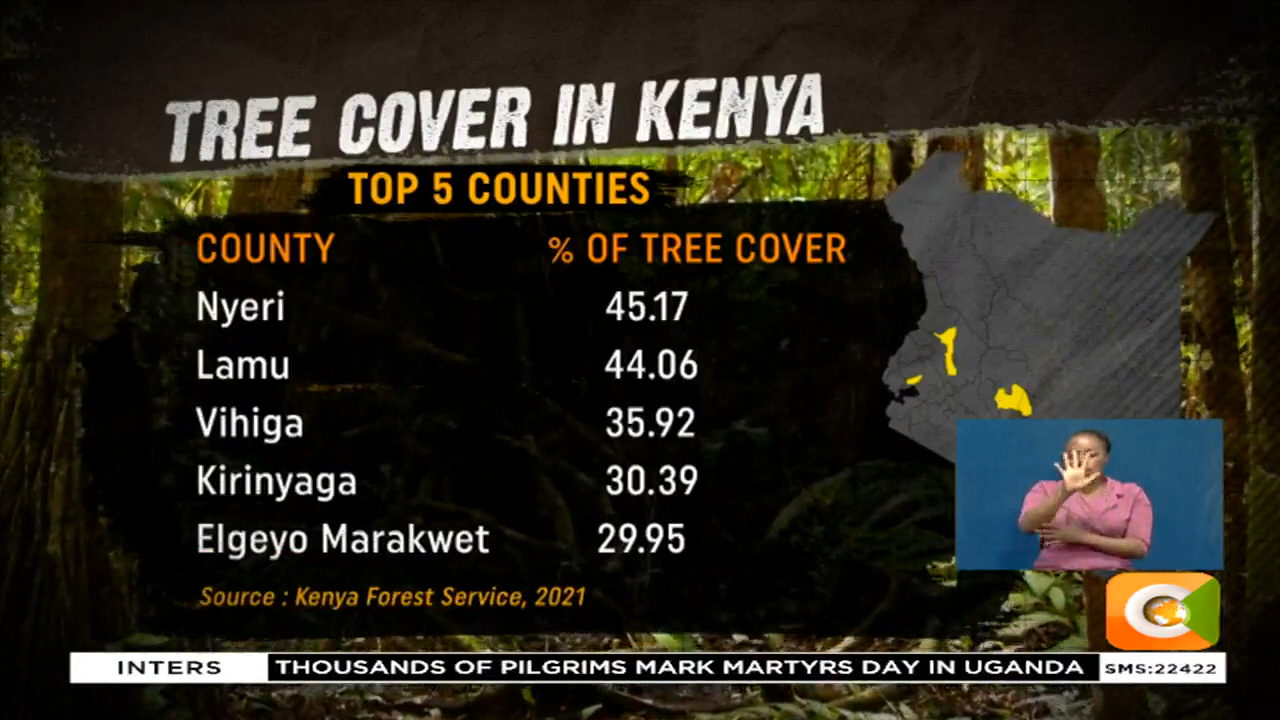 TREE COVER IN KENYA
TOP 5 COUNTIES
COUNTY % OF TREE COVER
Nyeri 45.17
Lamu 44.06
Vihiga 35.92
Kirinyaga 30.39
Elgeyo Marakwet 29.95
Source : Kenya Forest Service, 2021
INTERS THOUSANDS OF PILGRIMS MARK MARTYRS DAY IN UGANDA SMS:22422